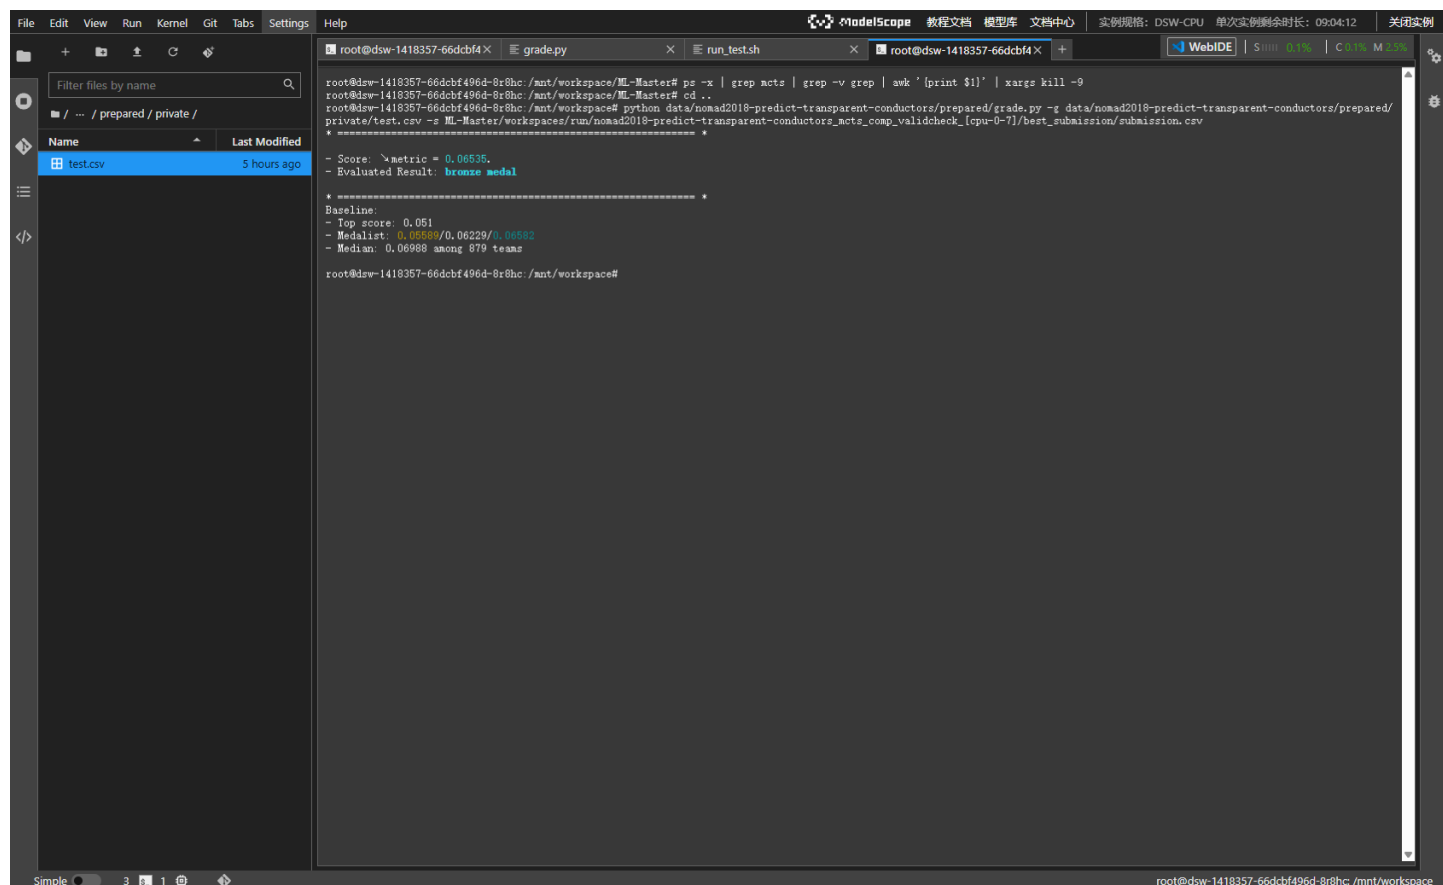 File Edit View Run Kernel Git Tabs Settings Help
ModelScope 教程文档 模型库 文档中心 实例规格：DSW-CPU 单次实例剩余时长：09:04:12 关闭实例
root@dsw-1418357-66dcbf4 grade.py run_test.sh root@dsw-1418357-66dcbf4
WebIDE S 0.1% C 0.1% M 2.5%
Filter files by name
/ ··· / prepared / private /
Name Last Modified
test.csv 5 hours ago
root@dsw-1418357-66dcbf496d-8r8hc:/mnt/workspace/ML-Master# ps -x | grep mcts | grep -v grep | awk '{print $1}' | xargs kill -9
root@dsw-1418357-66dcbf496d-8r8hc:/mnt/workspace/ML-Master# cd ..
root@dsw-1418357-66dcbf496d-8r8hc:/mnt/workspace# python data/nomad2018-predict-transparent-conductors/prepared/grade.py -g data/nomad2018-predict-transparent-conductors/prepared/
private/test.csv -s ML-Master/workspaces/run/nomad2018-predict-transparent-conductors_mcts_comp_validcheck_[cpu-0-7]/best_submission/submission.csv
* ============================================================ *
- Score: ↘metric = 0.06535.
- Evaluated Result: bronze medal
* ============================================================ *
Baseline:
- Top score: 0.051
- Medalist: 0.05589/0.06229/0.06582
- Median: 0.06988 among 879 teams
root@dsw-1418357-66dcbf496d-8r8hc:/mnt/workspace#
Simple 3 1
root@dsw-1418357-66dcbf496d-8r8hc: /mnt/workspace